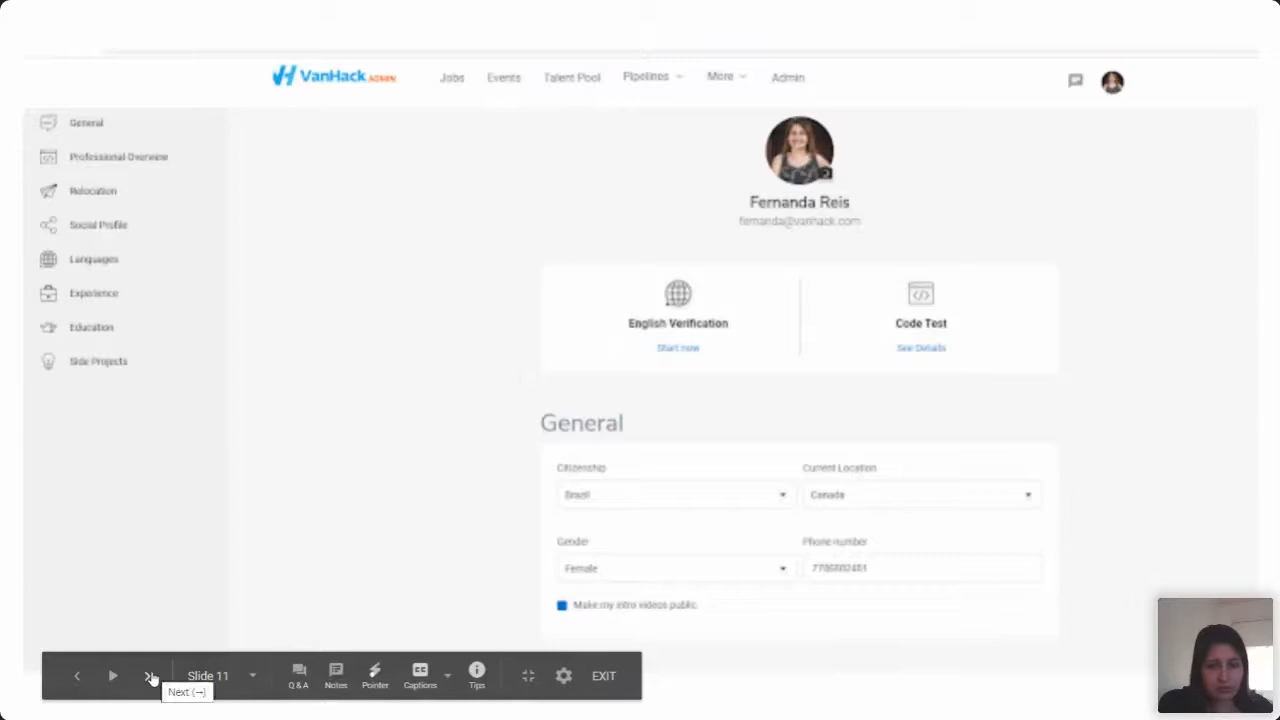 VanHack ADMIN
Jobs Events Talent Pool Pipelines More Admin
General
Professional Overview
Relocation
Social Profile
Languages
Experience
Education
Side Projects
Fernanda Reis
fernanda@vanhack.com
English Verification
Start now
Code Test
See Details
General
Citizenship
Current Location
Brazil
Canada
Gender
Phone number
Female
Make my intro videos public.
Slide 11
Q & A
Notes
Pointer
Captions
Tips
EXIT
Next (→)